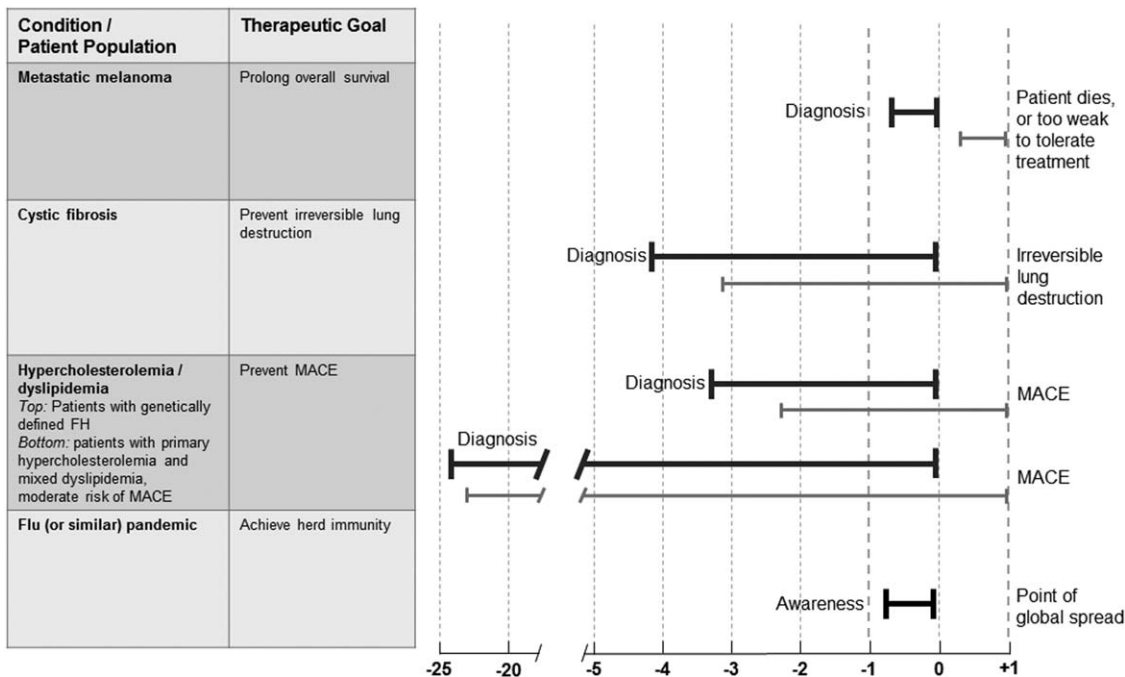 Condition /
Patient Population
Therapeutic Goal
Metastatic melanoma
Prolong overall survival
Diagnosis
Patient dies,
or too weak
to tolerate
treatment
Cystic fibrosis
Prevent irreversible lung
destruction
Diagnosis
Irreversible
lung
destruction
Hypercholesterolemia /
dyslipidemia
Top: Patients with genetically
defined FH
Bottom: patients with primary
hypercholesterolemia and
mixed dyslipidemia,
moderate risk of MACE
Prevent MACE
Diagnosis
MACE
Diagnosis
MACE
Flu (or similar) pandemic
Achieve herd immunity
Awareness
Point of
global spread
-25 -20 -5 -4 -3 -2 -1 0 +1